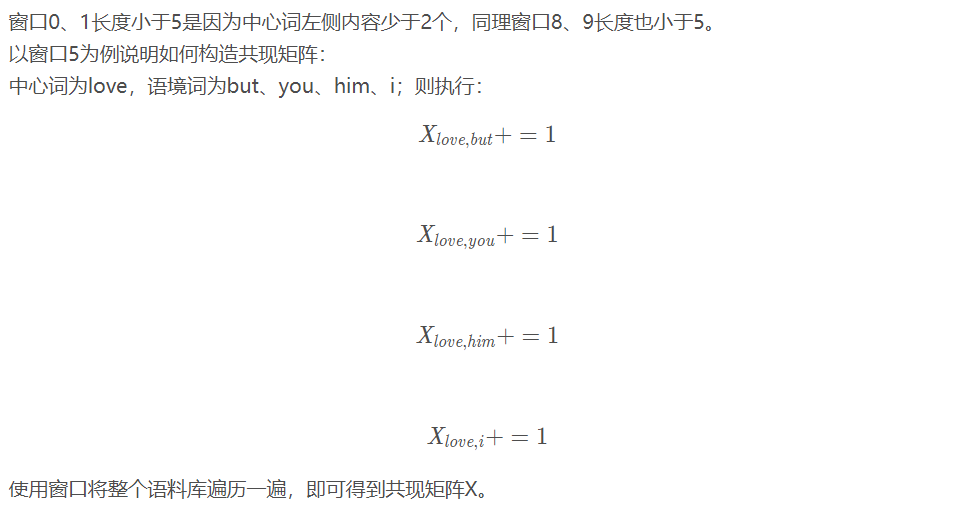 窗口0、1长度小于5是因为中心词左侧内容少于2个，同理窗口8、9长度也小于5。
以窗口5为例说明如何构造共现矩阵：
中心词为love，语境词为but、you、him、i；则执行：
X_{love,but}+ = 1
X_{love,you}+ = 1
X_{love,him}+ = 1
X_{love,i}+ = 1
使用窗口将整个语料库遍历一遍，即可得到共现矩阵X。